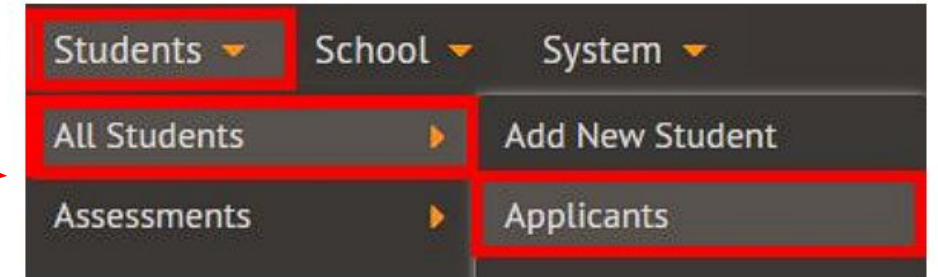 Students School System
All Students Add New Student
Assessments Applicants